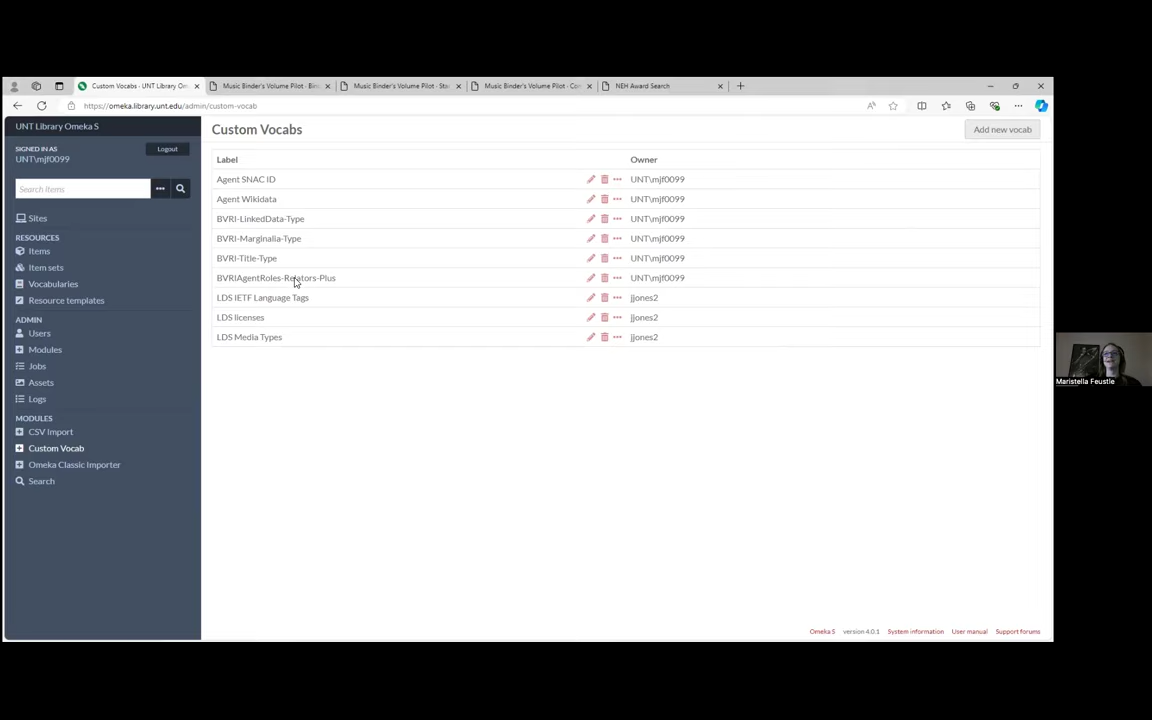 Custom Vocabs - UNT Library Om
Music Binder's Volume Pilot - Bin
Music Binder's Volume Pilot - Sta
Music Binder's Volume Pilot - Com
NEH Award Search
https://omeka.library.unt.edu/admin/custom-vocab
UNT Library Omeka S
SIGNED IN AS
UNT\mjf0099
Logout
Search items
Sites
RESOURCES
Items
Item sets
Vocabularies
Resource templates
ADMIN
Users
Modules
Jobs
Assets
Logs
MODULES
CSV Import
Custom Vocab
Omeka Classic Importer
Search
Custom Vocabs
Add new vocab
Label Owner
Agent SNAC ID UNT\mjf0099
Agent Wikidata UNT\mjf0099
BVRI-LinkedData-Type UNT\mjf0099
BVRI-Marginalia-Type UNT\mjf0099
BVRI-Title-Type UNT\mjf0099
BVRIAgentRoles-Relators-Plus UNT\mjf0099
LDS IETF Language Tags jjones2
LDS licenses jjones2
LDS Media Types jjones2
Omeka S version 4.0.1 System information User manual Support forums
Maristella Feustle